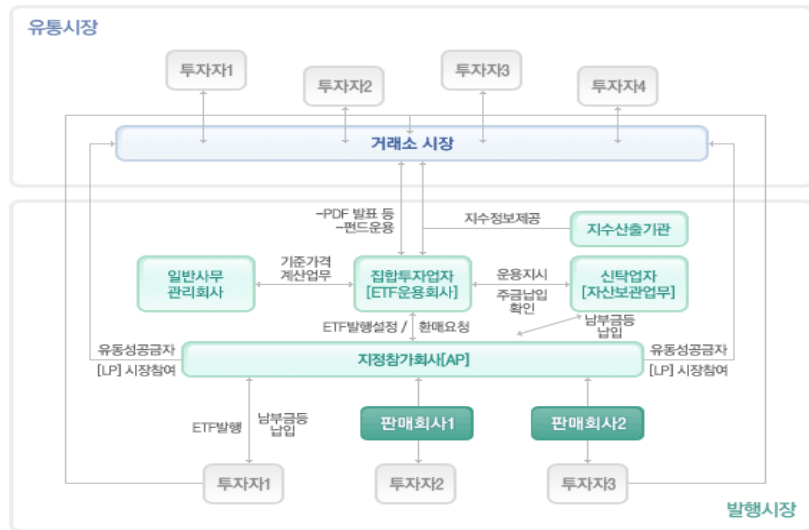 유통시장
투자자1
투자자2
투자자3
투자자4
거래소 시장
-PDF 발표 등
-펀드운용
지수정보제공
지수산출기관
일반사무
관리회사
기준가격
계산업무
집합투자업자
[ETF운용회사]
운용지시
주금납입
확인
신탁업자
[자산보관업무]
ETF발행설정 / 환매요청
남부금등
납입
유동성공급자
[LP] 시장참여
지정참가회사[AP]
유동성공급자
[LP] 시장참여
ETF발행
남부금등
납입
판매회사1
판매회사2
투자자1
투자자2
투자자3
발행시장